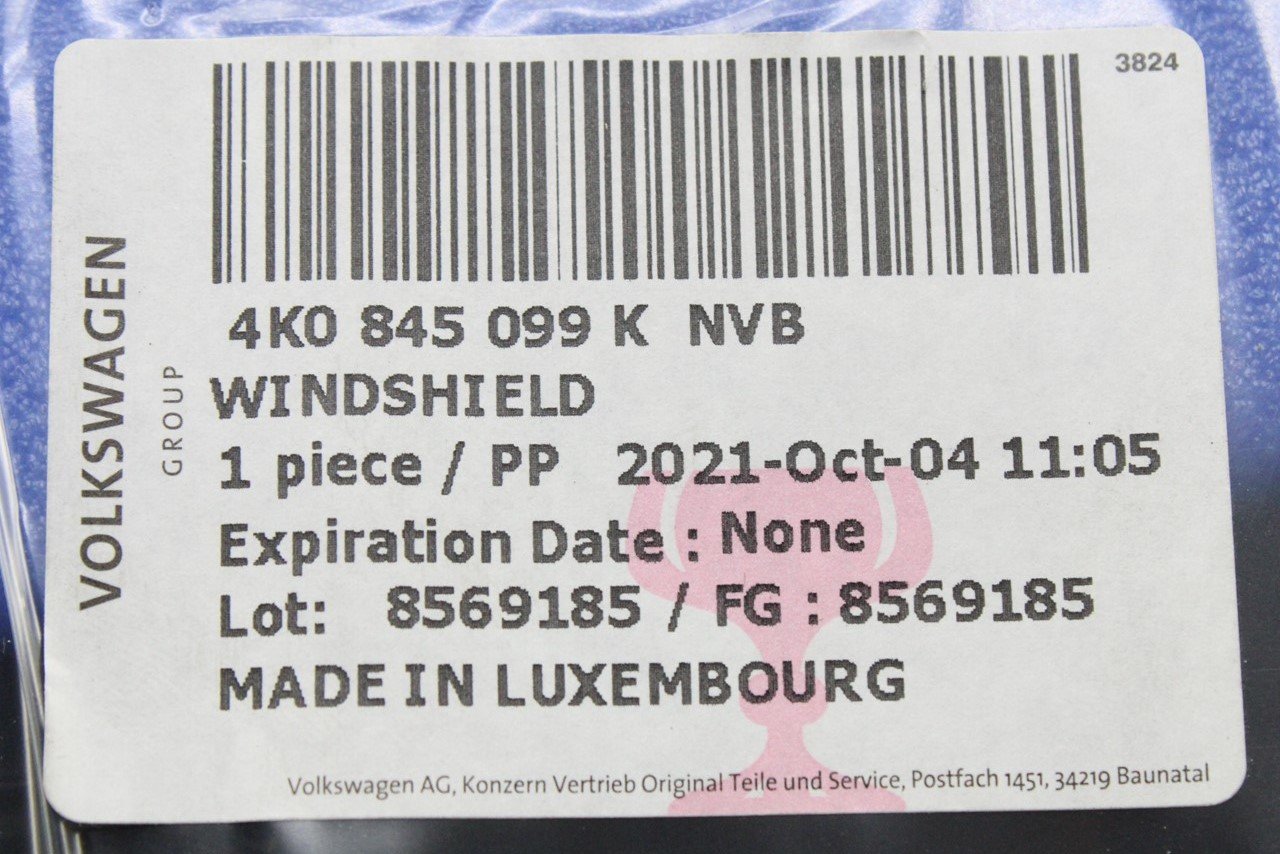 3824
VOLKSWAGEN
GROUP
4K0 845 099 K NVB
WINDSHIELD
1 piece / PP 2021-Oct-04 11:05
Expiration Date : None
Lot: 8569185 / FG : 8569185
MADE IN LUXEMBOURG
Volkswagen AG, Konzern Vertrieb Original Teile und Service, Postfach 1451, 34219 Baunatal